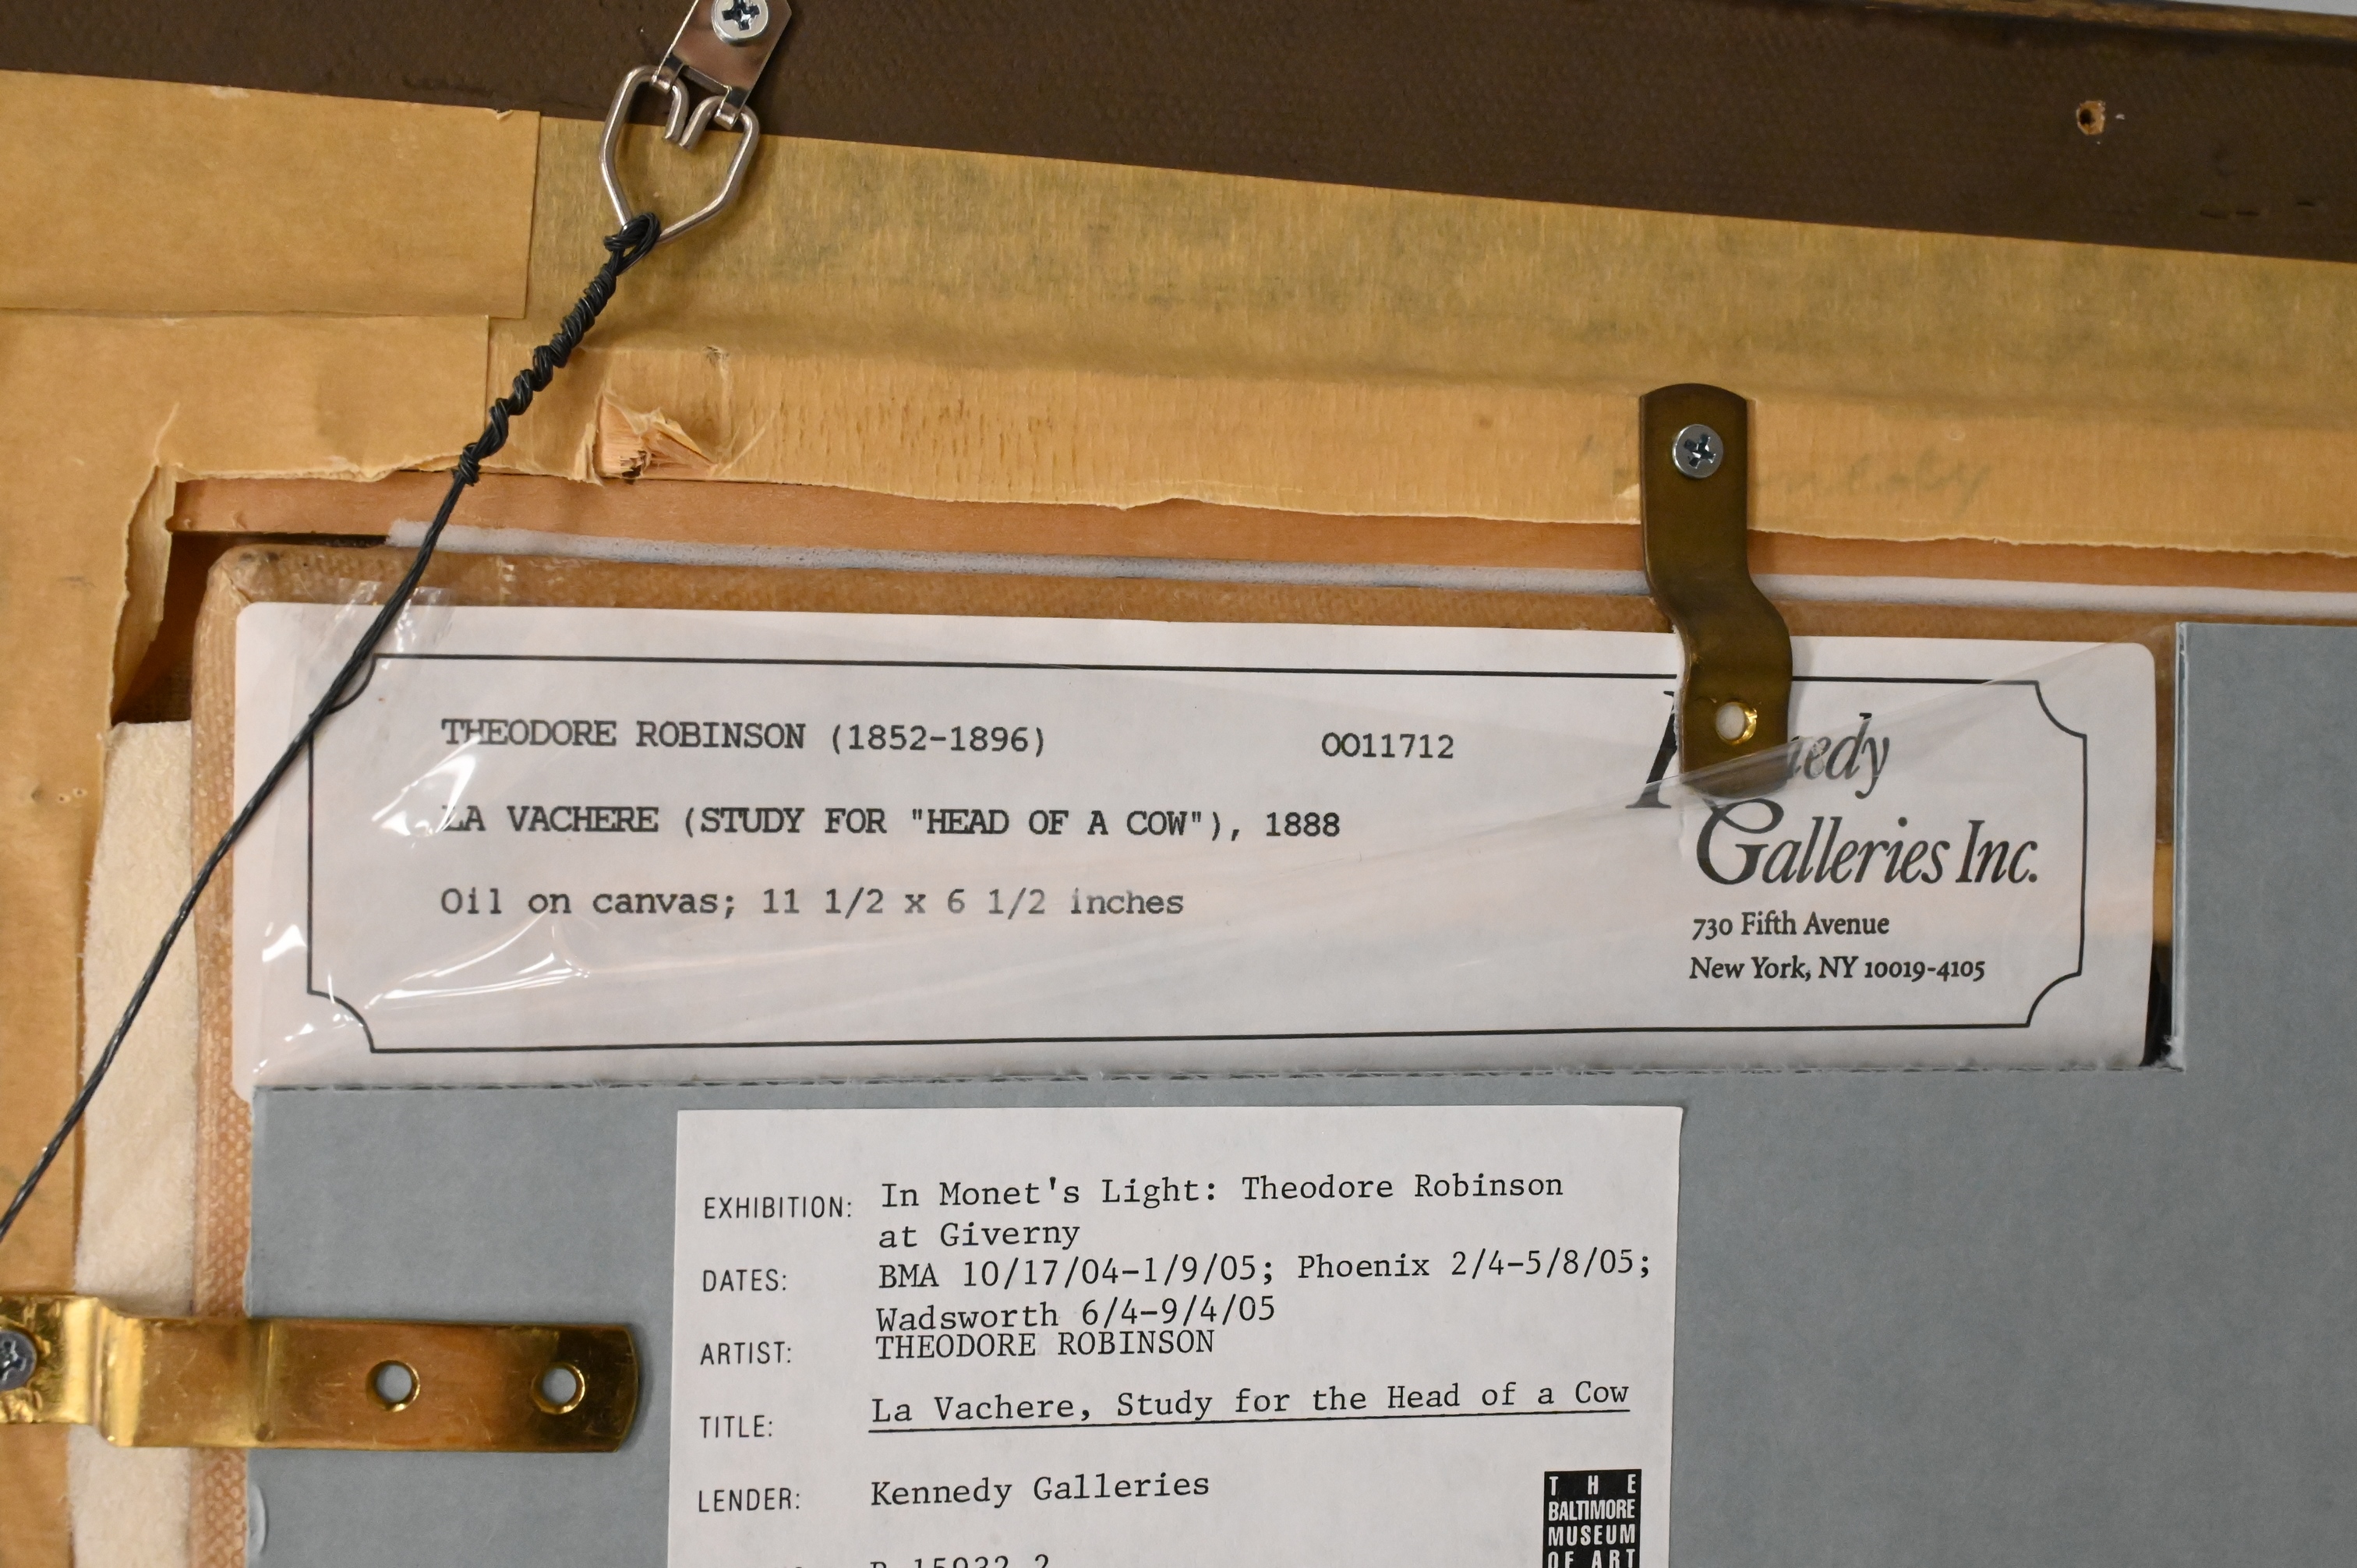 THEODORE ROBINSON (1852-1896) 0011712
LA VACHERE (STUDY FOR "HEAD OF A COW"), 1888
Oil on canvas; 11 1/2 x 6 1/2 inches
Galleries Inc.
730 Fifth Avenue
New York, NY 10019-4105
EXHIBITION: In Monet's Light: Theodore Robinson
at Giverny
DATES: BMA 10/17/04-1/9/05; Phoenix 2/4-5/8/05;
Wadsworth 6/4-9/4/05
ARTIST: THEODORE ROBINSON
TITLE: La Vachere, Study for the Head of a Cow
LENDER: Kennedy Galleries
THE
BALTIMORE
MUSEUM
OF ART